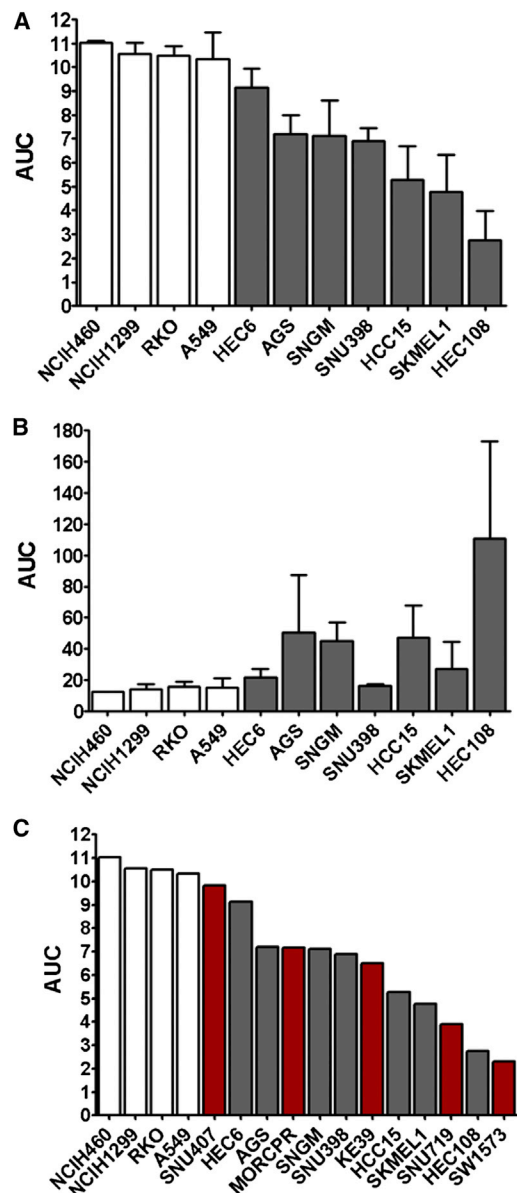 A
AUC
12
11
10
9
8
7
6
5
4
3
2
1
0
NCIH460
NCIH1299
RKO
A549
HEC6
AGS
SNGM
SNU398
HCC15
SKMEL1
HEC108
B
AUC
180
160
140
120
100
80
60
40
20
0
NCIH460
NCIH1299
RKO
A549
HEC6
AGS
SNGM
SNU398
HCC15
SKMEL1
HEC108
C
AUC
12
11
10
9
8
7
6
5
4
3
2
1
0
NCIH460
NCIH1299
RKO
A549
SNU407
HEC6
AGS
MORCPR
SNGM
SNU398
KE39
HCC15
SKMEL1
SNU719
HEC108
SW1573